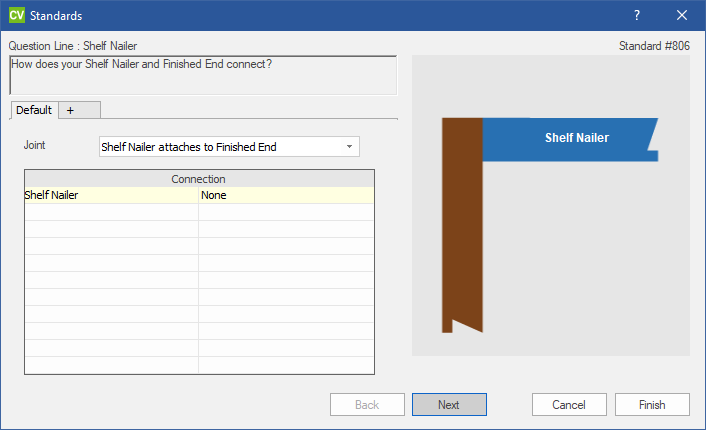 CV Standards ?
Question Line : Shelf Nailer Standard #806
How does your Shelf Nailer and Finished End connect?
Default +
Joint Shelf Nailer attaches to Finished End
Connection
Shelf Nailer None
Shelf Nailer
Back Next Cancel Finish